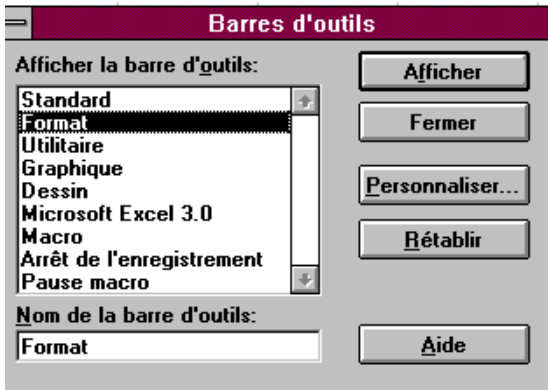 Barres d'outils
Afficher la barre d'outils:
Standard
Format
Utilitaire
Graphique
Dessin
Microsoft Excel 3.0
Macro
Arrêt de l'enregistrement
Pause macro
Nom de la barre d'outils:
Format
Afficher
Fermer
Personnaliser...
Rétablir
Aide